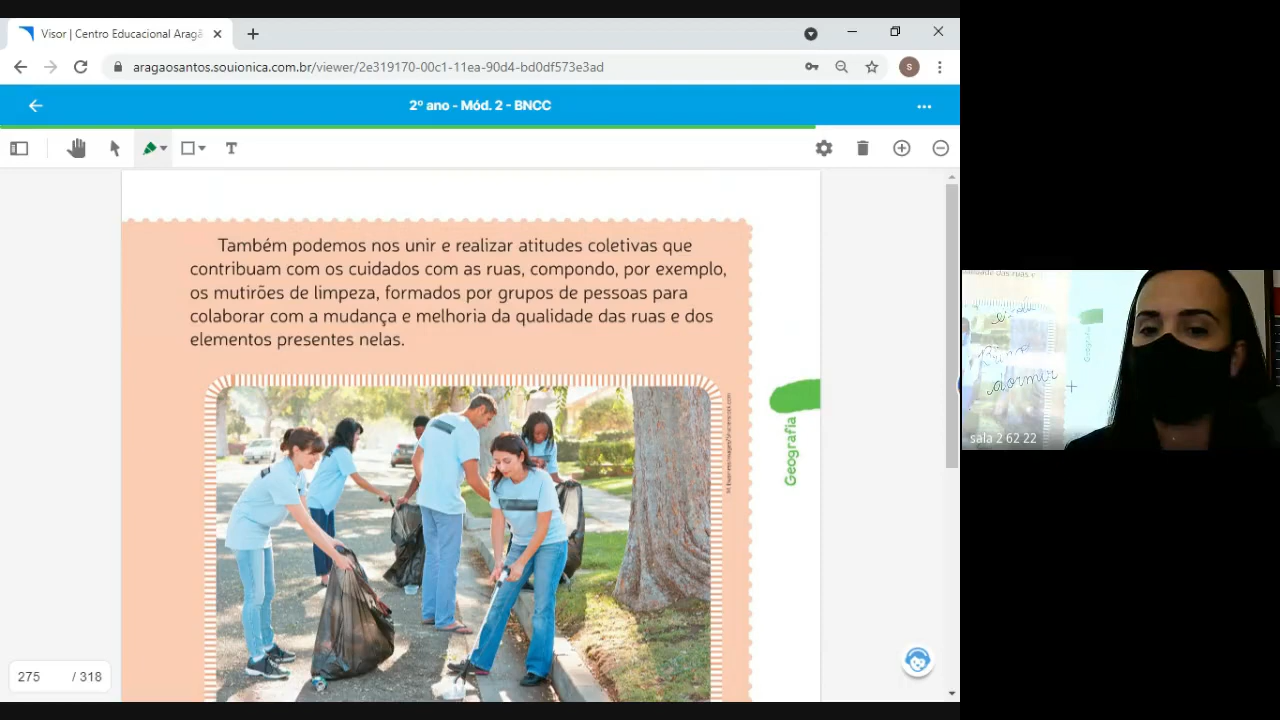 Visor | Centro Educacional Aragã
aragaosantos.souionica.com.br/viewer/2e319170-00c1-11ea-90d4-bd0df573e3ad
S
2º ano - Mód. 2 - BNCC
T
Também podemos nos unir e realizar atitudes coletivas que
contribuam com os cuidados com as ruas, compondo, por exemplo,
os mutirões de limpeza, formados por grupos de pessoas para
colaborar com a mudança e melhoria da qualidade das ruas e dos
elementos presentes nelas.
Geografia
275 / 318
dormir
sala 2 62 22